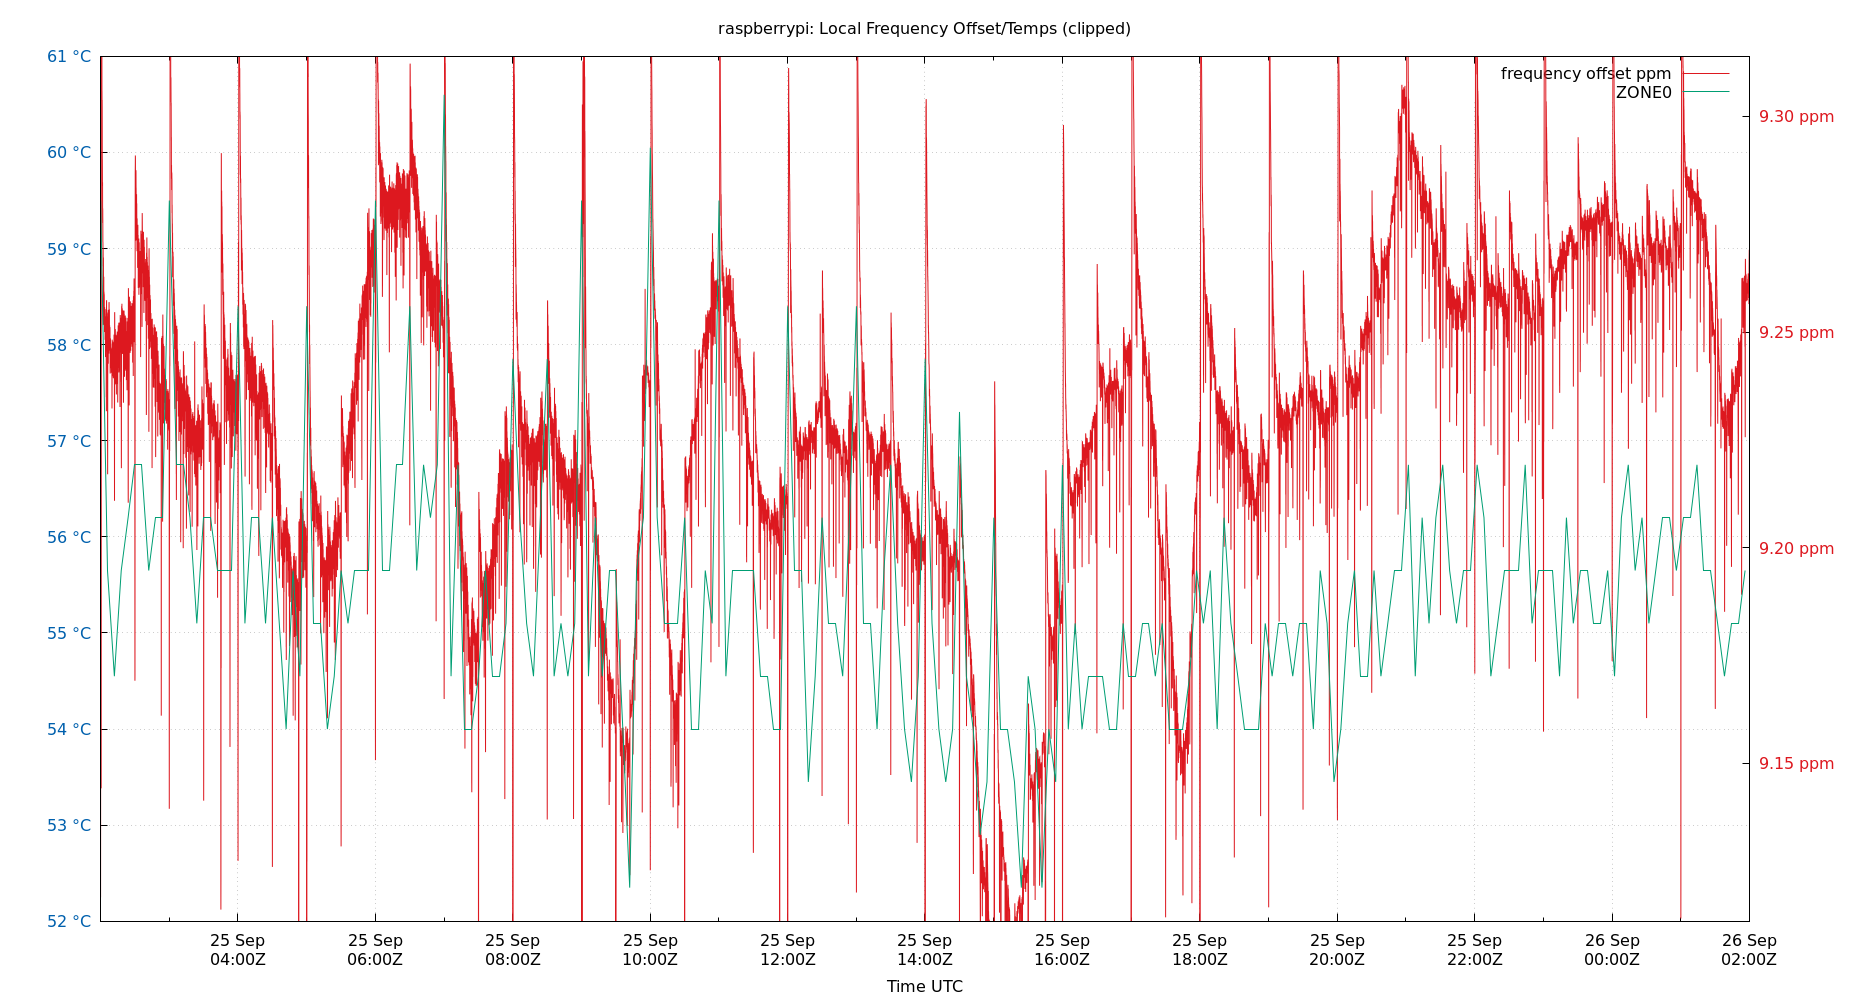 raspberrypi: Local Frequency Offset/Temps (clipped)
61 °C
60 °C
59 °C
58 °C
57 °C
56 °C
55 °C
54 °C
53 °C
52 °C
frequency offset ppm
ZONE0
9.30 ppm
9.25 ppm
9.20 ppm
9.15 ppm
25 Sep
04:00Z
25 Sep
06:00Z
25 Sep
08:00Z
25 Sep
10:00Z
25 Sep
12:00Z
25 Sep
14:00Z
25 Sep
16:00Z
25 Sep
18:00Z
25 Sep
20:00Z
25 Sep
22:00Z
26 Sep
00:00Z
26 Sep
02:00Z
Time UTC